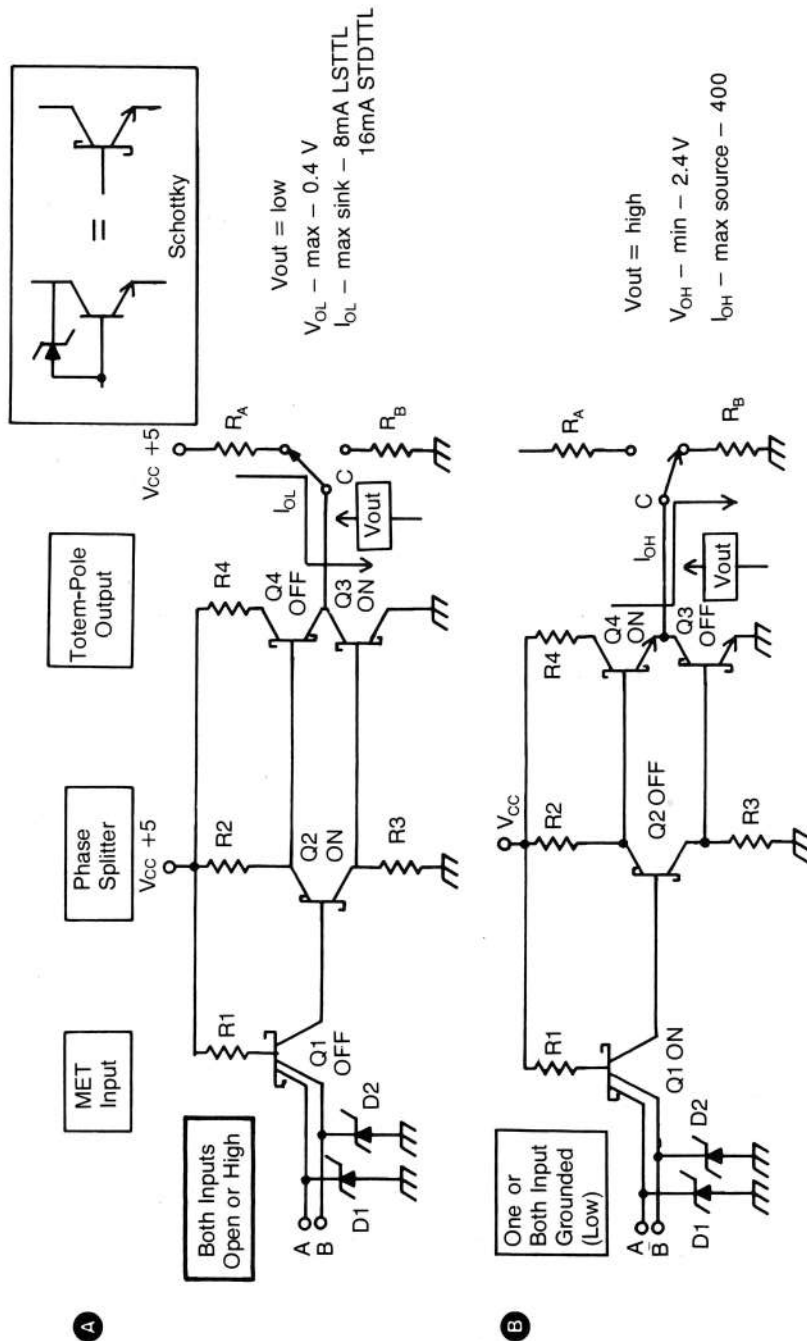 A
MET
Input
Phase
Splitter
Totem-Pole
Output
Schottky
=
Both Inputs
Open or High
Vcc +5
Vcc +5
R1
R2
R4
RA
Q1
OFF
Q2
ON
Q4
OFF
Q3
ON
IOL
C
Vout
RB
R3
A
B
D1
D2
Vout = low
VOL – max – 0.4 V
IOL – max sink – 8mA LSTTL
16mA STDTTL
B
One or
Both Input
Grounded
(Low)
VCC
R1
R2
R4
RA
Q1 ON
Q2 OFF
Q4
ON
Q3
OFF
IOH
C
Vout
RB
R3
A
B
D1
D2
Vout = high
VOH – min – 2.4V
IOH – max source – 400